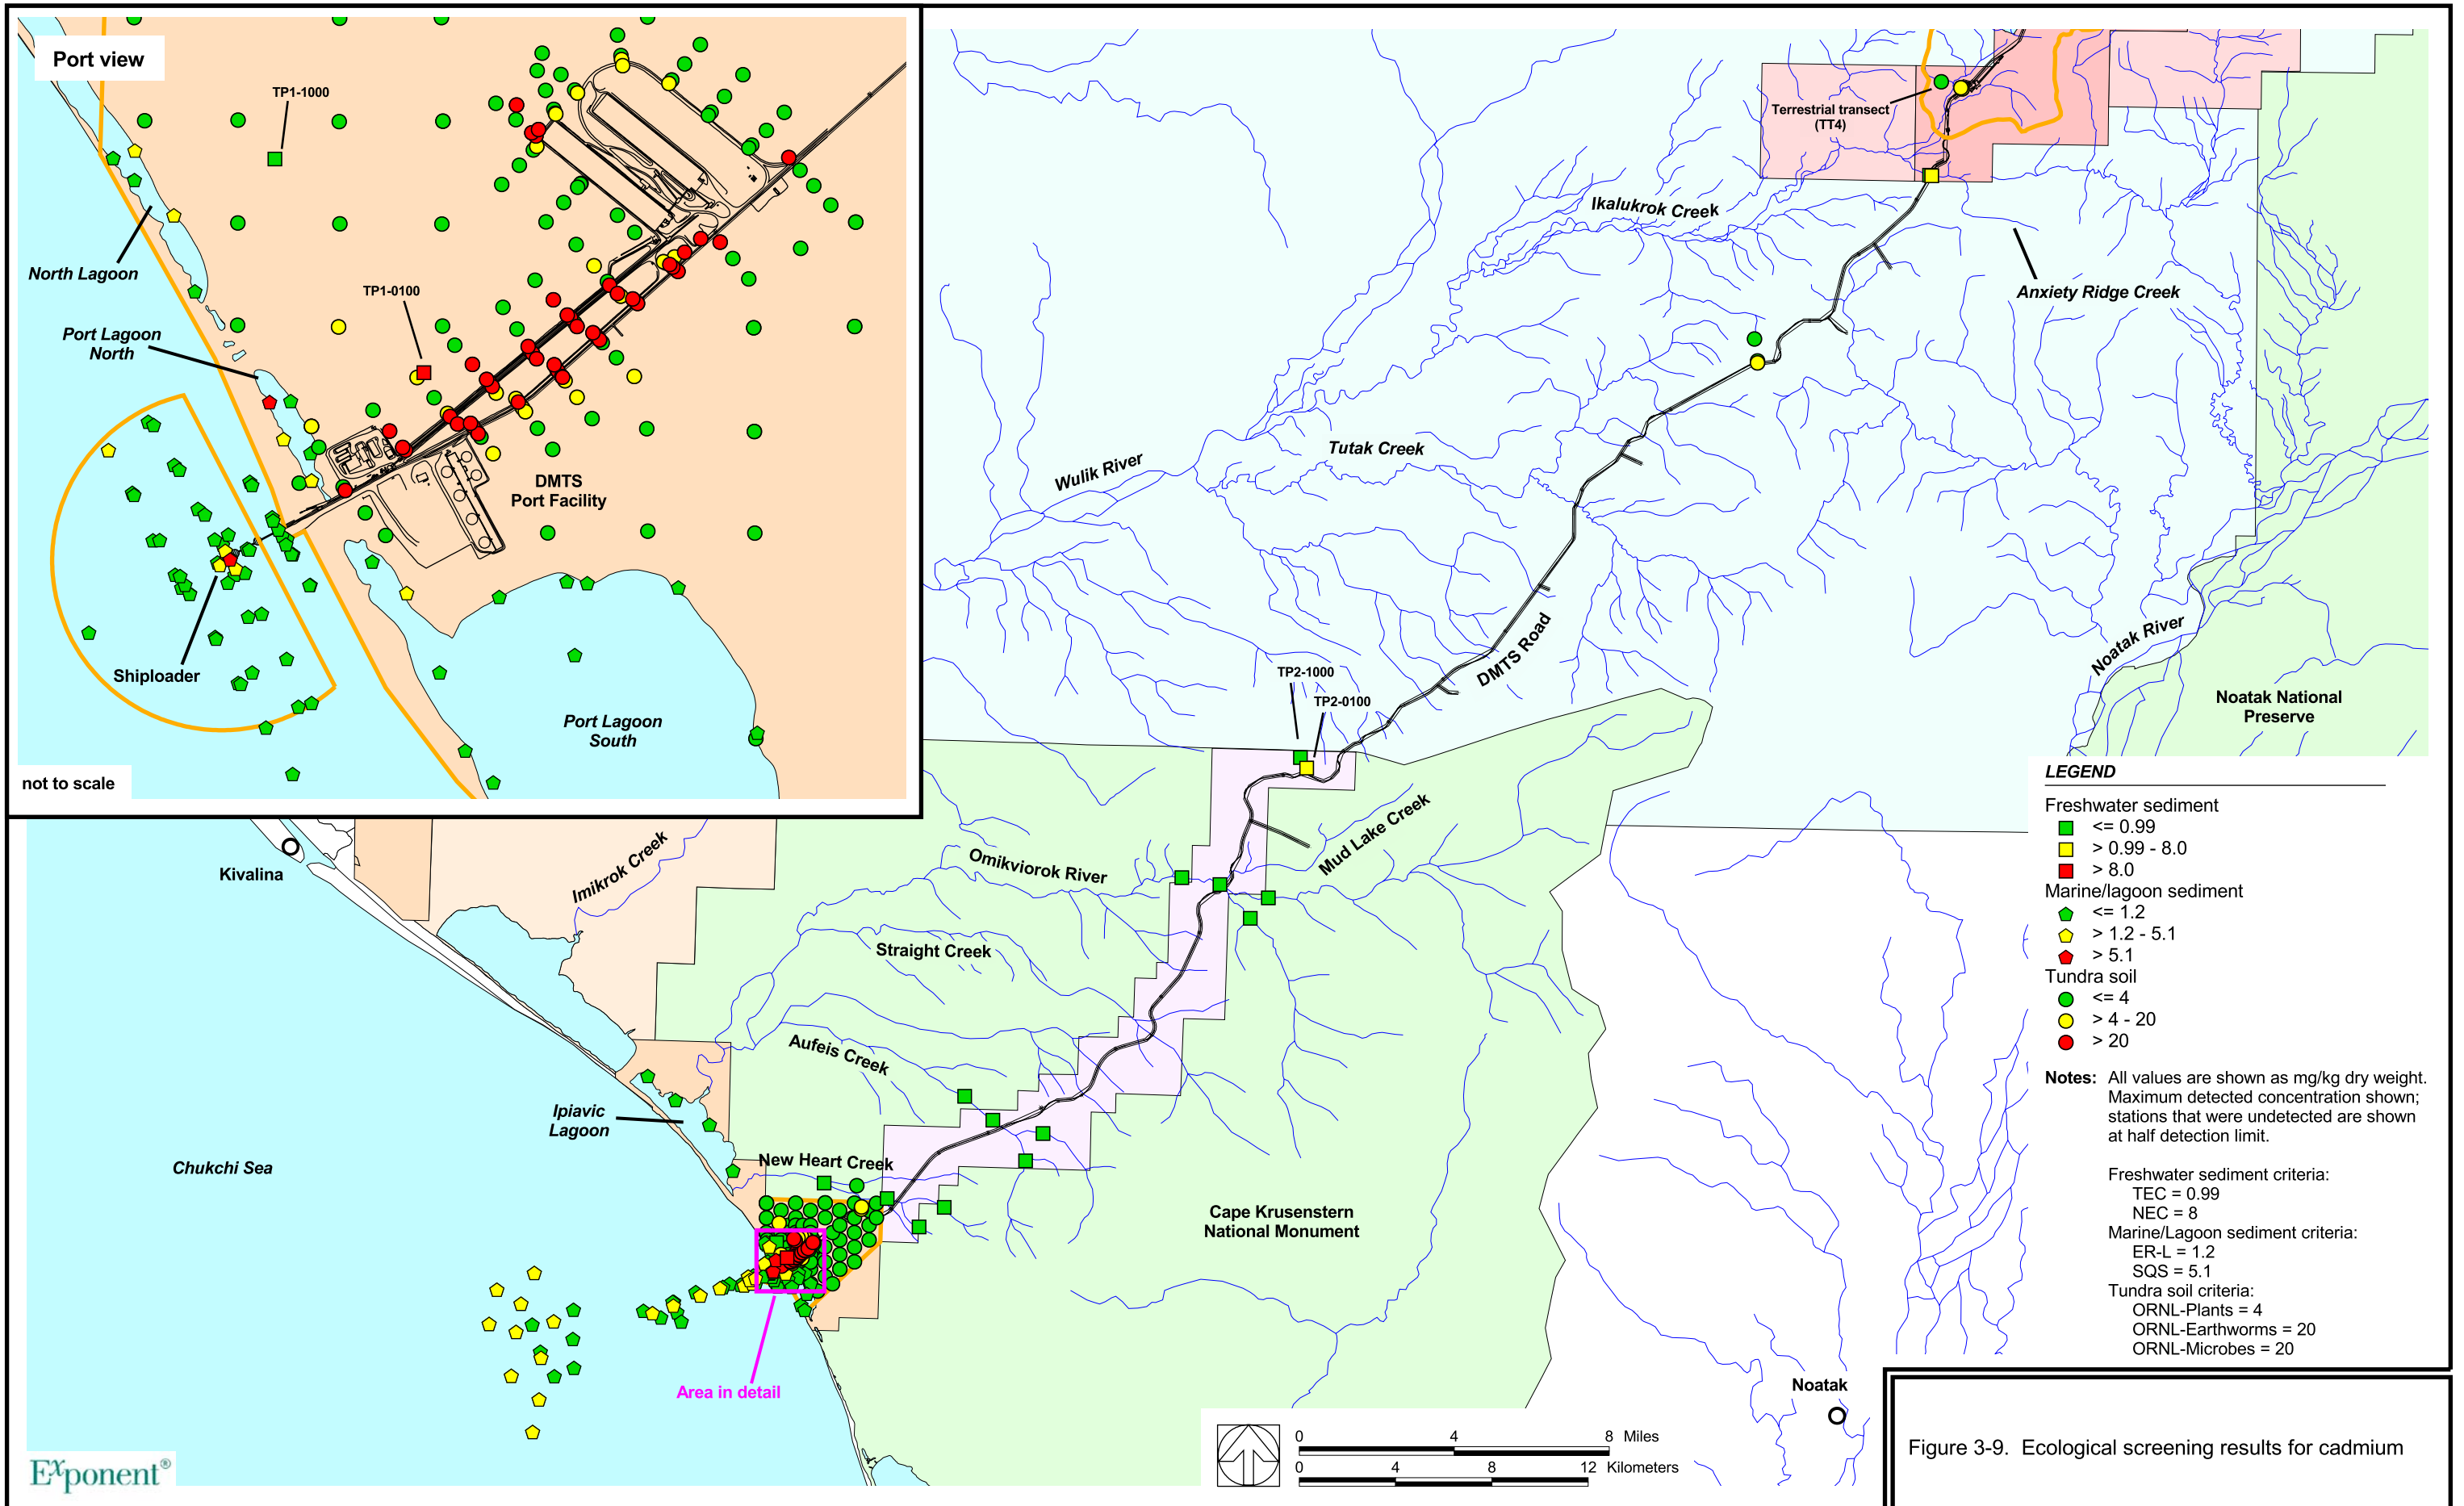 Port view
TP1-1000
North Lagoon
Port Lagoon
North
TP1-0100
DMTS
Port Facility
Shiploader
Port Lagoon
South
not to scale
Terrestrial transect
(TT4)
Ikalukrok Creek
Anxiety Ridge Creek
Wulik River
Tutak Creek
DMTS Road
Noatak River
Noatak National
Preserve
TP2-1000
TP2-0100
Kivalina
Imikrok Creek
Omikviorok River
Mud Lake Creek
Straight Creek
Aufeis Creek
Ipiavic
Lagoon
New Heart Creek
Chukchi Sea
Cape Krusenstern
National Monument
Area in detail
Noatak
LEGEND
Freshwater sediment
<= 0.99
> 0.99 - 8.0
> 8.0
Marine/lagoon sediment
<= 1.2
> 1.2 - 5.1
> 5.1
Tundra soil
<= 4
> 4 - 20
> 20
Notes: All values are shown as mg/kg dry weight.
Maximum detected concentration shown;
stations that were undetected are shown
at half detection limit.
Freshwater sediment criteria:
TEC = 0.99
NEC = 8
Marine/Lagoon sediment criteria:
ER-L = 1.2
SQS = 5.1
Tundra soil criteria:
ORNL-Plants = 4
ORNL-Earthworms = 20
ORNL-Microbes = 20
0 4 8 Miles
0 4 8 12 Kilometers
Exponent®
Figure 3-9. Ecological screening results for cadmium